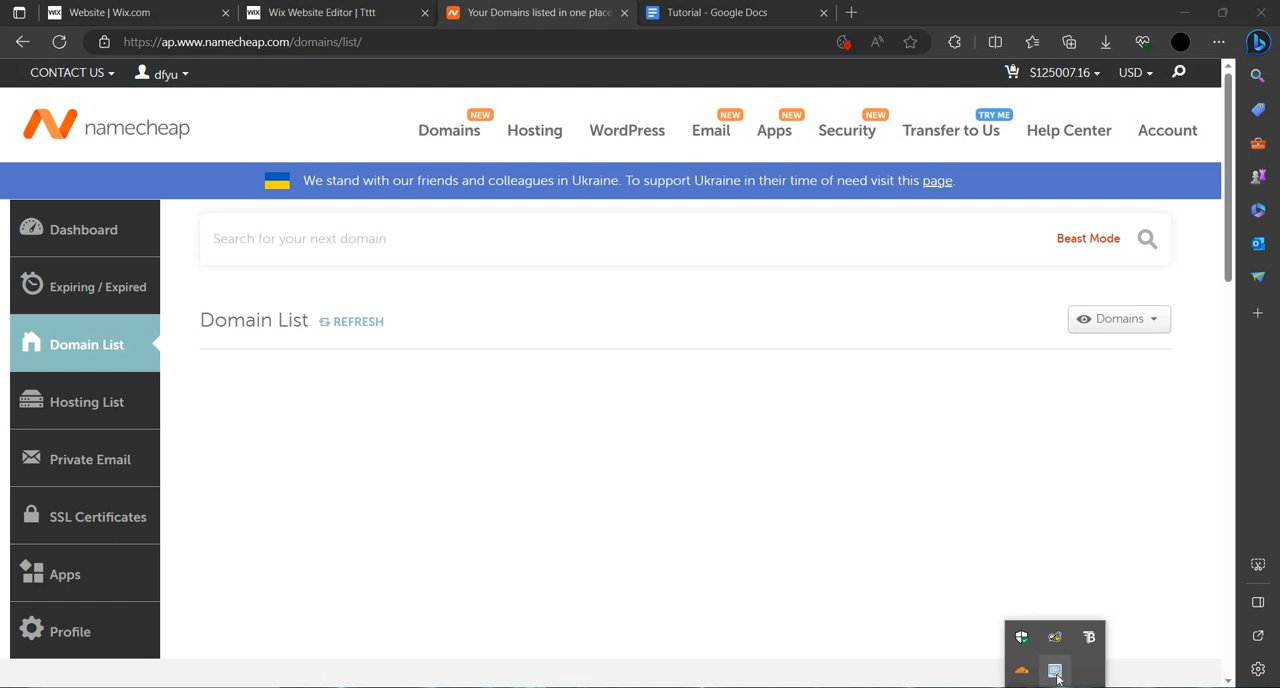 Website | Wix.com
Wix Website Editor | Tttt
Your Domains listed in one place
Tutorial - Google Docs
https://ap.www.namecheap.com/domains/list/
CONTACT US
dfyu
$125007.16
USD
namecheap
Domains NEW
Hosting
WordPress
Email NEW
Apps NEW
Security NEW
Transfer to Us TRY ME
Help Center
Account
We stand with our friends and colleagues in Ukraine. To support Ukraine in their time of need visit this page.
Dashboard
Expiring / Expired
Domain List
Hosting List
Private Email
SSL Certificates
Apps
Profile
Search for your next domain
Beast Mode
Domain List
REFRESH
Domains